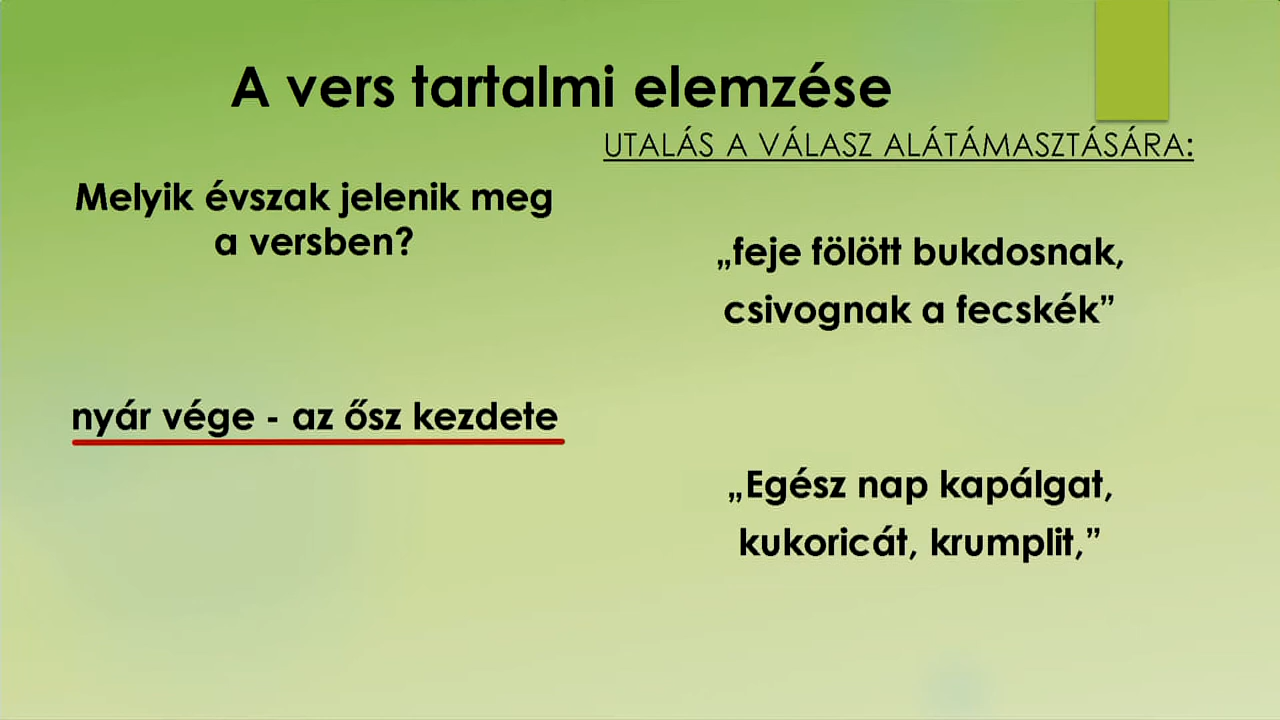 A vers tartalmi elemzése
UTALÁS A VÁLASZ ALÁTÁMASZTÁSÁRA:
Melyik évszak jelenik meg
a versben?
„feje fölött bukdosnak,
csivognak a fecskék”
nyár vége - az ősz kezdete
„Egész nap kapálgat,
kukoricát, krumplit,”